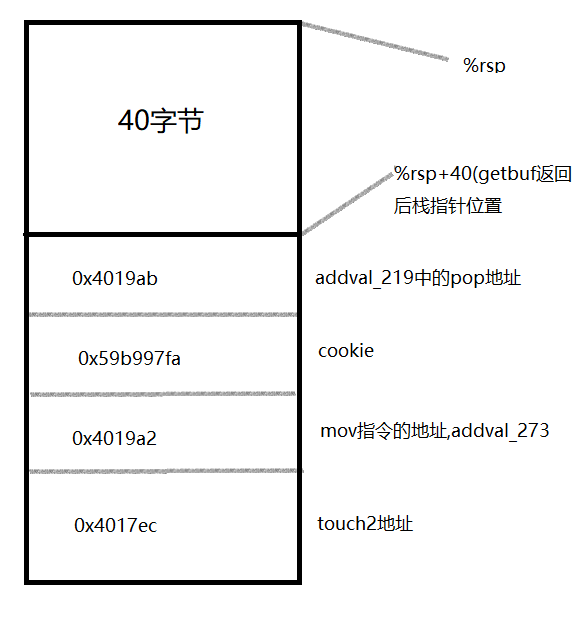 %rsp
40字节
%rsp+40(getbuf返回
后栈指针位置
0x4019ab
addval_219中的pop地址
0x59b997fa
cookie
0x4019a2
mov指令的地址,addval_273
0x4017ec
touch2地址